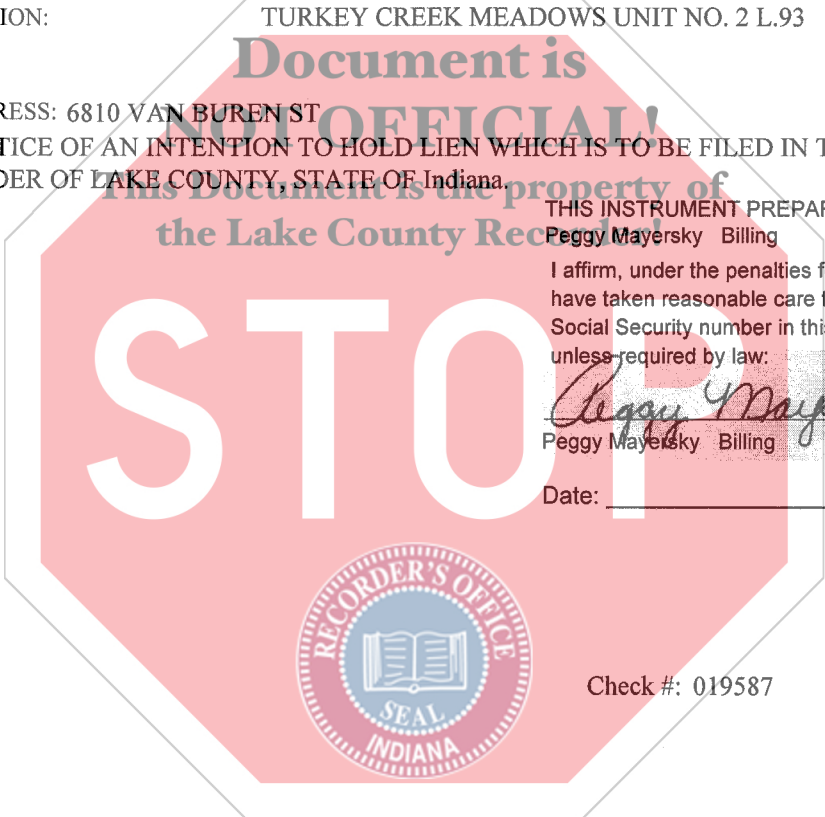 ION: TURKEY CREEK MEADOWS UNIT NO. 2 L.93
Document is
RESS: 6810 VAN BUREN ST
NOT OFFICIAL!
TICE OF AN INTENTION TO HOLD LIEN WHICH IS TO BE FILED IN T
DER OF LAKE COUNTY, STATE OF Indiana.
This Document is the property of
the Lake County Recorder!
THIS INSTRUMENT PREPAR
Peggy Mayersky Billing
I affirm, under the penalties f
have taken reasonable care t
Social Security number in this
unless required by law:
Peggy May
Peggy Mayersky Billing
Date:
STOP
RECORDER'S OFFICE
SEAL
INDIANA
Check #: 019587